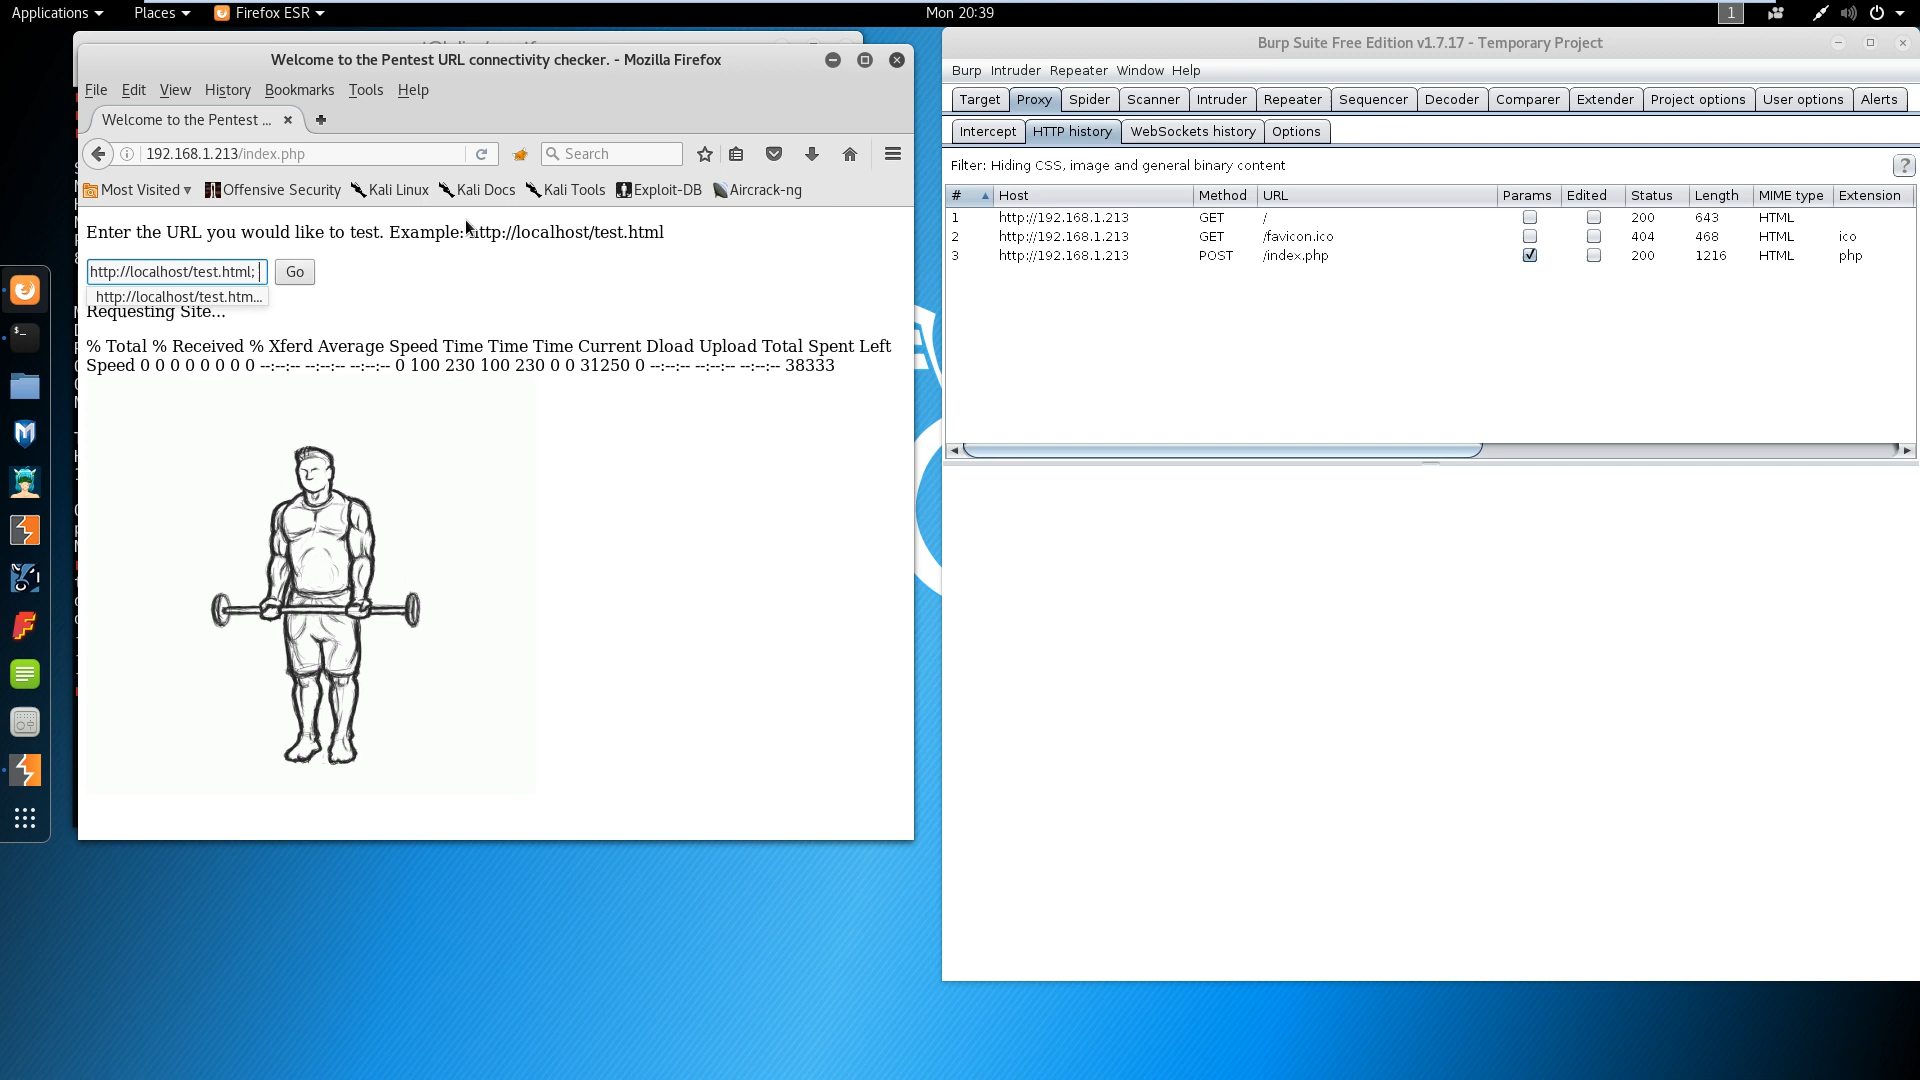 Applications Places Firefox ESR Mon 20:39 1
Welcome to the Pentest URL connectivity checker. - Mozilla Firefox
File Edit View History Bookmarks Tools Help
Welcome to the Pentest ...
192.168.1.213/index.php Search
Most Visited Offensive Security Kali Linux Kali Docs Kali Tools Exploit-DB Aircrack-ng
Enter the URL you would like to test. Example: http://localhost/test.html
http://localhost/test.html; Go
http://localhost/test.htm...
Requesting Site...
% Total % Received % Xferd Average Speed Time Time Time Current Dload Upload Total Spent Left
Speed 0 0 0 0 0 0 0 0 --:--:-- --:--:-- --:--:-- 0 100 230 100 230 0 0 31250 0 --:--:-- --:--:-- --:--:-- 38333
Burp Suite Free Edition v1.7.17 - Temporary Project
Burp Intruder Repeater Window Help
Target Proxy Spider Scanner Intruder Repeater Sequencer Decoder Comparer Extender Project options User options Alerts
Intercept HTTP history WebSockets history Options
Filter: Hiding CSS, image and general binary content ?
# Host Method URL Params Edited Status Length MIME type Extension
1 http://192.168.1.213 GET / 200 643 HTML
2 http://192.168.1.213 GET /favicon.ico 404 468 HTML ico
3 http://192.168.1.213 POST /index.php 200 1216 HTML php